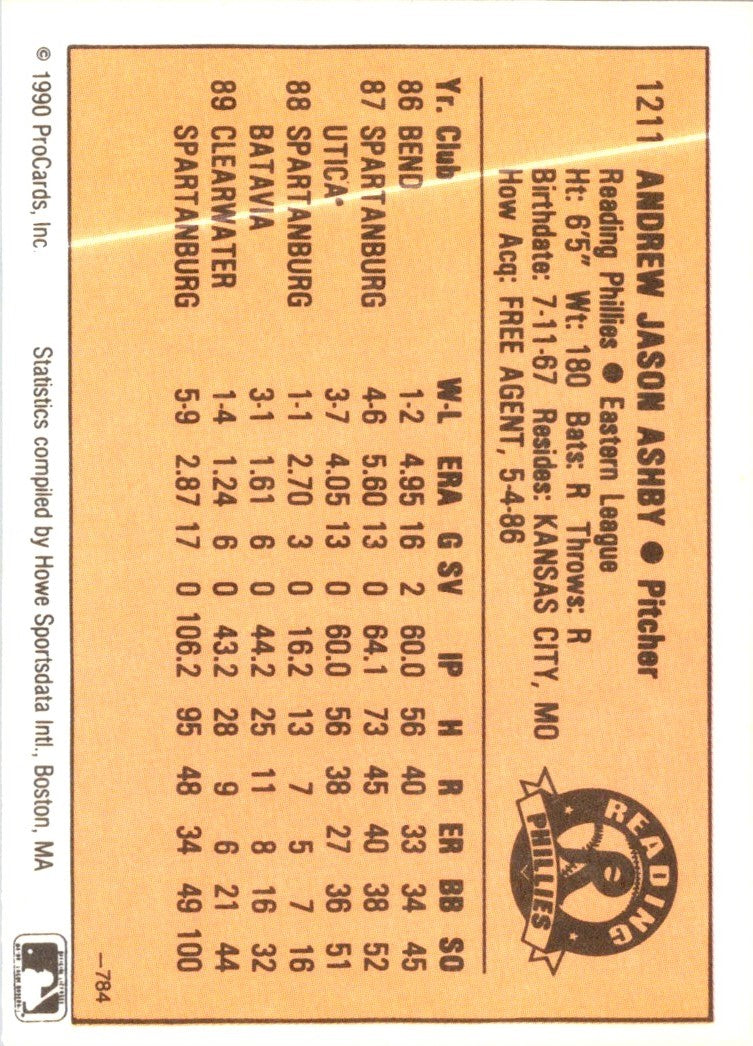 1211 ANDREW JASON ASHBY ● Pitcher
Reading Phillies ● Eastern League
Ht: 6'5" Wt: 180 Bats: R Throws: R
Birthdate: 7-11-67 Resides: KANSAS CITY, MO
How Acq: FREE AGENT, 5-4-86
READING
R
PHILLIES
Yr. Club W-L ERA G SV IP H R ER BB SO
86 BEND 1-2 4.95 16 2 60.0 56 40 33 34 45
87 SPARTANBURG 4-6 5.60 13 0 64.1 73 45 40 38 52
UTICA 3-7 4.05 13 0 60.0 56 38 27 36 51
88 SPARTANBURG 1-1 2.70 3 0 16.2 13 7 5 7 16
BATAVIA 3-1 1.61 6 0 44.2 25 11 8 16 32
89 CLEARWATER 1-4 1.24 6 0 43.2 28 9 6 21 44
SPARTANBURG 5-9 2.87 17 0 106.2 95 48 34 49 100
-784
© 1990 ProCards, Inc. Statistics compiled by Howe Sportsdata Intl., Boston, MA